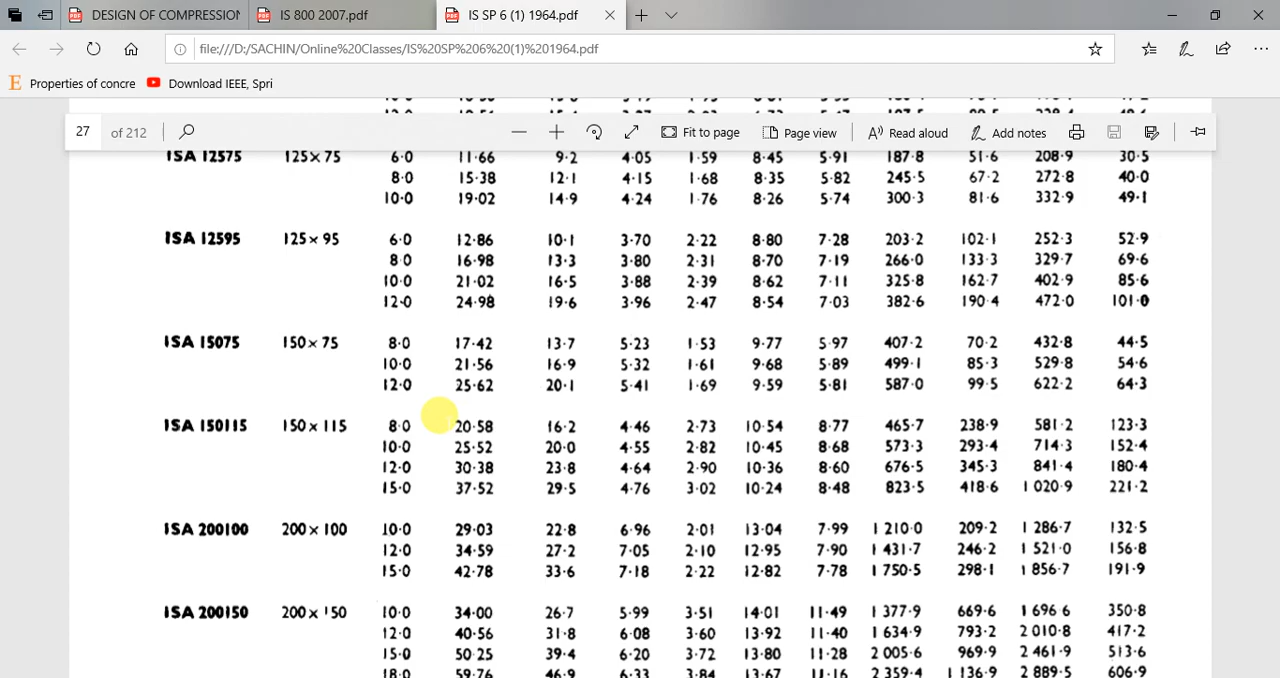 DESIGN OF COMPRESSION
IS 800 2007.pdf
IS SP 6 (1) 1964.pdf
file:///D:/SACHIN/Online%20Classes/IS%20SP%206%20(1)%201964.pdf
Properties of concre
Download IEEE, Spri
27 of 212
Fit to page
Page view
Read aloud
Add notes
ISA 12575 125×75 6·0 11·66 9·2 4·05 1·59 8·45 5·91 187·8 51·6 208·9 30·5
8·0 15·38 12·1 4·15 1·68 8·35 5·82 245·5 67·2 272·8 40·0
10·0 19·02 14·9 4·24 1·76 8·26 5·74 300·3 81·6 332·9 49·1
ISA 12595 125×95 6·0 12·86 10·1 3·70 2·22 8·80 7·28 203·2 102·1 252·3 52·9
8·0 16·98 13·3 3·80 2·31 8·70 7·19 266·0 133·3 329·7 69·6
10·0 21·02 16·5 3·88 2·39 8·62 7·11 325·8 162·7 402·9 85·6
12·0 24·98 19·6 3·96 2·47 8·54 7·03 382·6 190·4 472·0 101·0
ISA 15075 150×75 8·0 17·42 13·7 5·23 1·53 9·77 5·97 407·2 70·2 432·8 44·5
10·0 21·56 16·9 5·32 1·61 9·68 5·89 499·1 85·3 529·8 54·6
12·0 25·62 20·1 5·41 1·69 9·59 5·81 587·0 99·5 622·2 64·3
ISA 150115 150×115 8·0 20·58 16·2 4·46 2·73 10·54 8·77 465·7 238·9 581·2 123·3
10·0 25·52 20·0 4·55 2·82 10·45 8·68 573·3 293·4 714·3 152·4
12·0 30·38 23·8 4·64 2·90 10·36 8·60 676·5 345·3 841·4 180·4
15·0 37·52 29·5 4·76 3·02 10·24 8·48 823·5 418·6 1 020·9 221·2
ISA 200100 200×100 10·0 29·03 22·8 6·96 2·01 13·04 7·99 1 210·0 209·2 1 286·7 132·5
12·0 34·59 27·2 7·05 2·10 12·95 7·90 1 431·7 246·2 1 521·0 156·8
15·0 42·78 33·6 7·18 2·22 12·82 7·78 1 750·5 298·1 1 856·7 191·9
ISA 200150 200×150 10·0 34·00 26·7 5·99 3·51 14·01 11·49 1 377·9 669·6 1 696·6 350·8
12·0 40·56 31·8 6·08 3·60 13·92 11·40 1 634·9 793·2 2 010·8 417·2
15·0 50·25 39·4 6·20 3·72 13·80 11·28 2 005·6 969·9 2 461·9 513·6
18·0 59·76 46·9 6·33 3·84 13·67 11·16 2 359·4 1 136·9 2 889·5 606·9